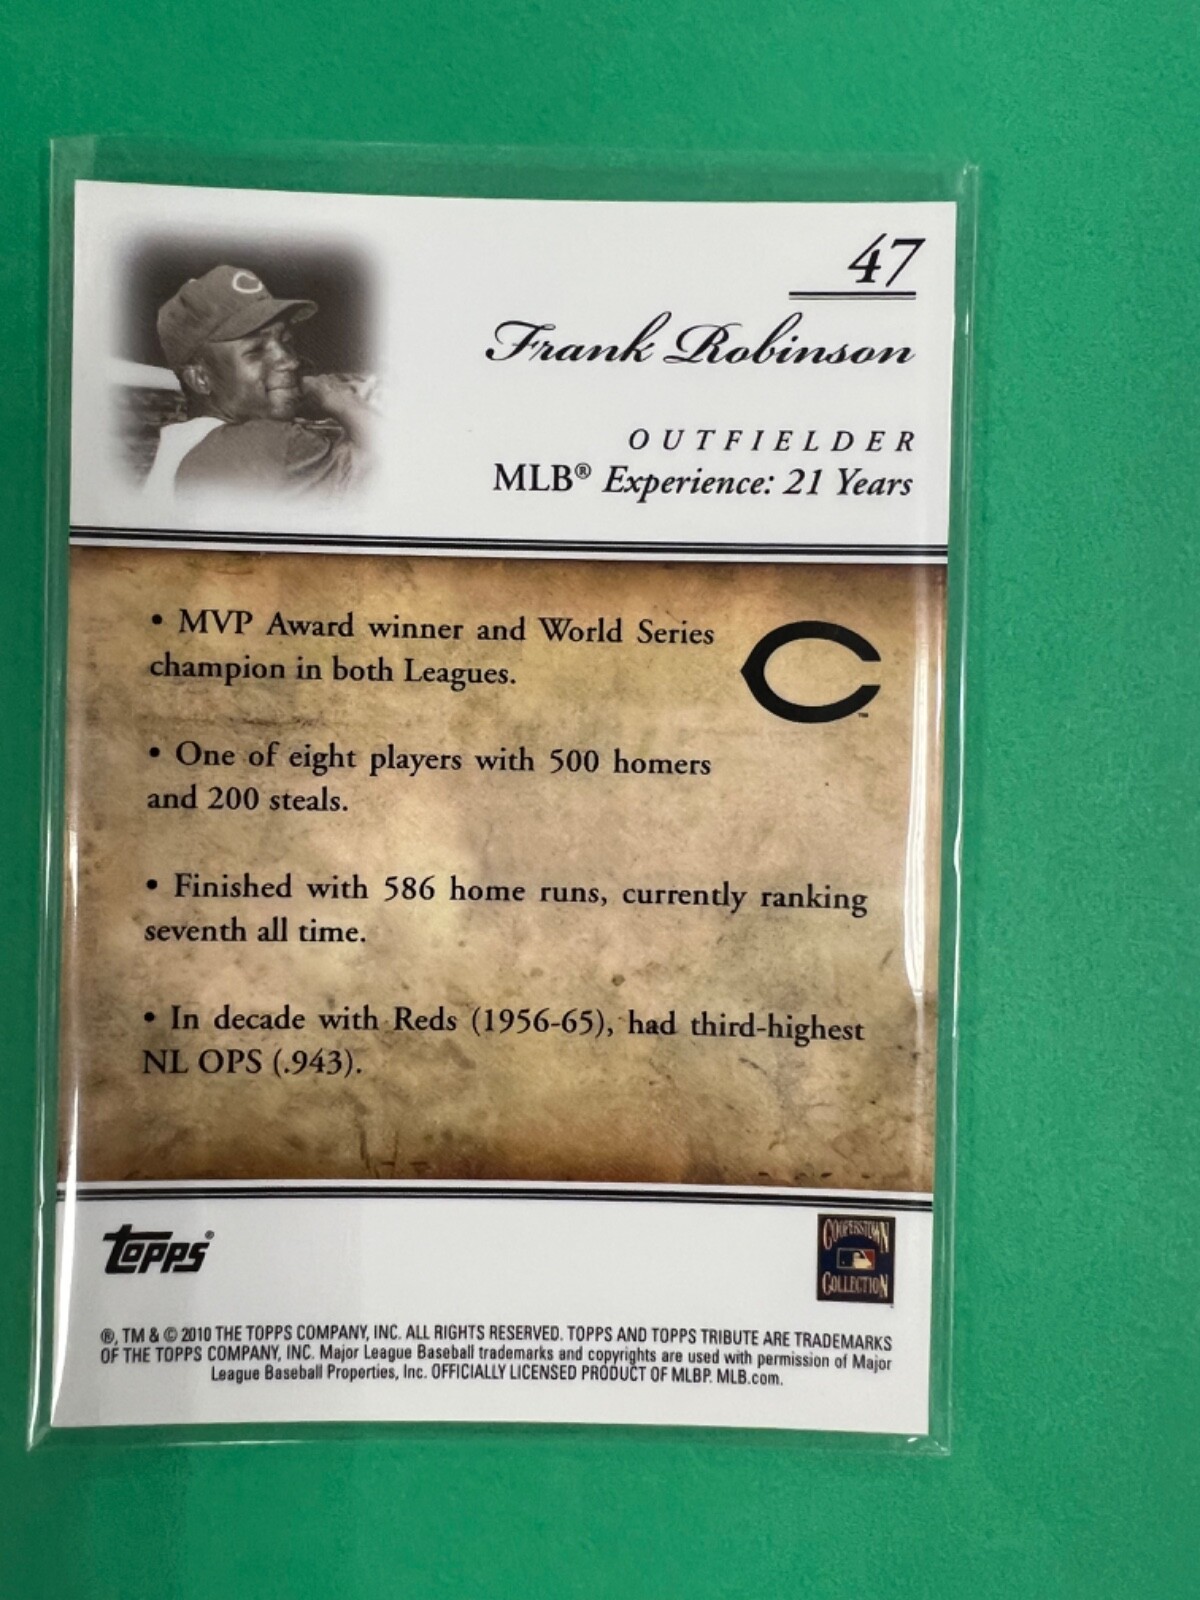 47
Frank Robinson
OUTFIELDER
MLB® Experience: 21 Years
C
• MVP Award winner and World Series
champion in both Leagues.
C
™
• One of eight players with 500 homers
and 200 steals.
• Finished with 586 home runs, currently ranking
seventh all time.
• In decade with Reds (1956-65), had third-highest
NL OPS (.943).
Topps®
COOPERSTOWN
COLLECTION
®, TM & © 2010 THE TOPPS COMPANY, INC. ALL RIGHTS RESERVED. TOPPS AND TOPPS TRIBUTE ARE TRADEMARKS
OF THE TOPPS COMPANY, INC. Major League Baseball trademarks and copyrights are used with permission of Major
League Baseball Properties, Inc. OFFICIALLY LICENSED PRODUCT OF MLBP. MLB.com.